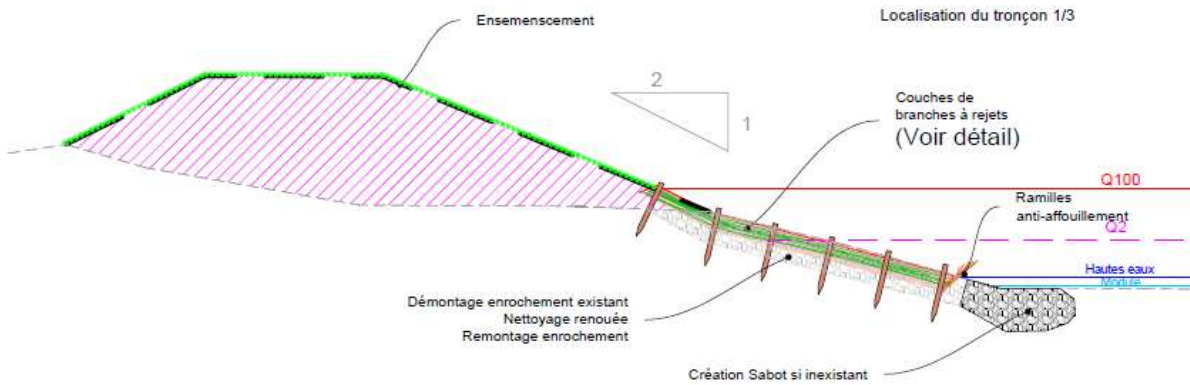 Ensemenscement
Localisation du tronçon 1/3
2
1
Couches de
branches à rejets
(Voir détail)
Q100
Ramilles
anti-affouillement
Q2
Hautes eaux
Module
Démontage enrochement existant
Nettoyage renouée
Remontage enrochement
Création Sabot si inexistant